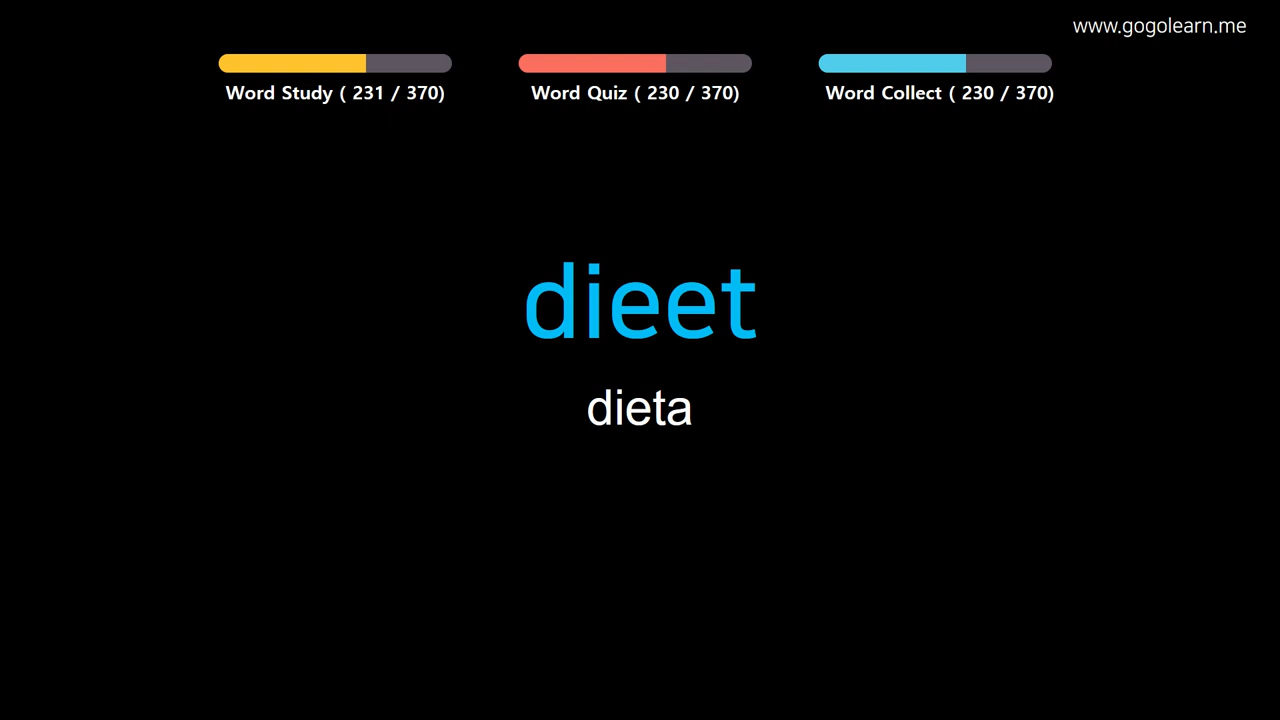 www.gogolearn.me
Word Study ( 231 / 370)
Word Quiz ( 230 / 370)
Word Collect ( 230 / 370)
dieet
dieta